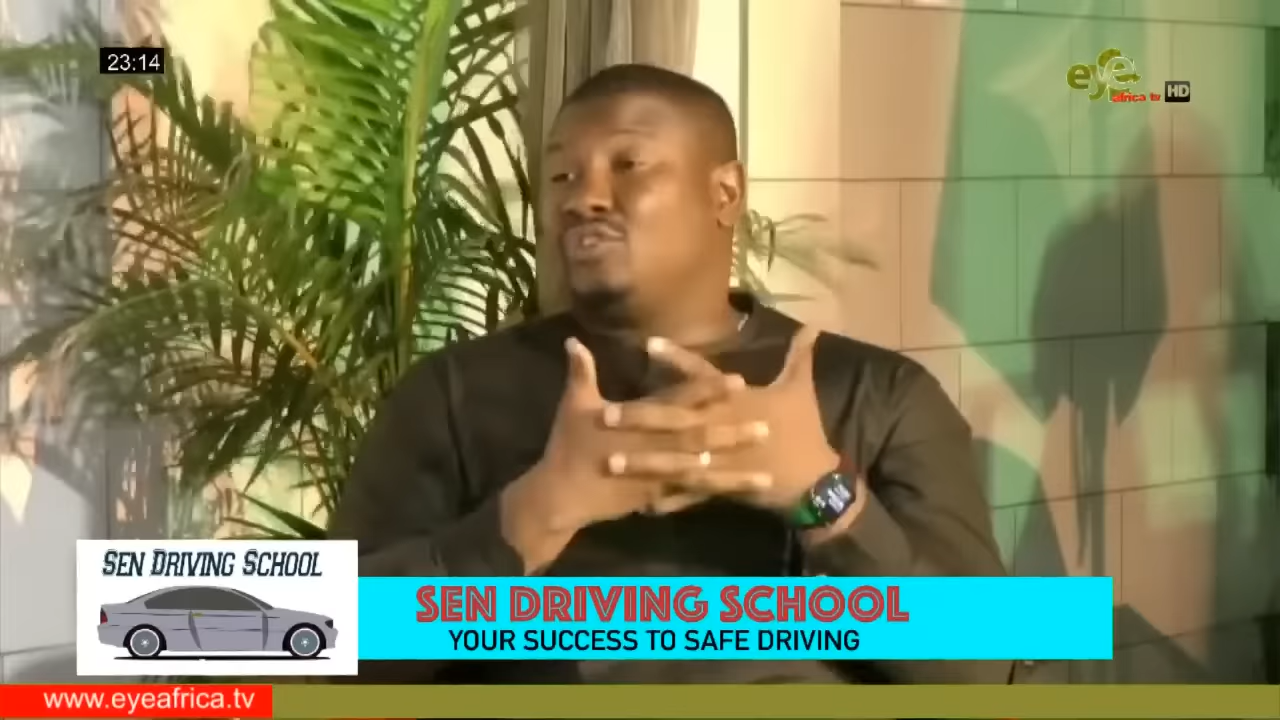 23:14
eye
africa tv HD
SEN DRIVING SCHOOL
SEN DRIVING SCHOOL
YOUR SUCCESS TO SAFE DRIVING
www.eyeafrica.tv